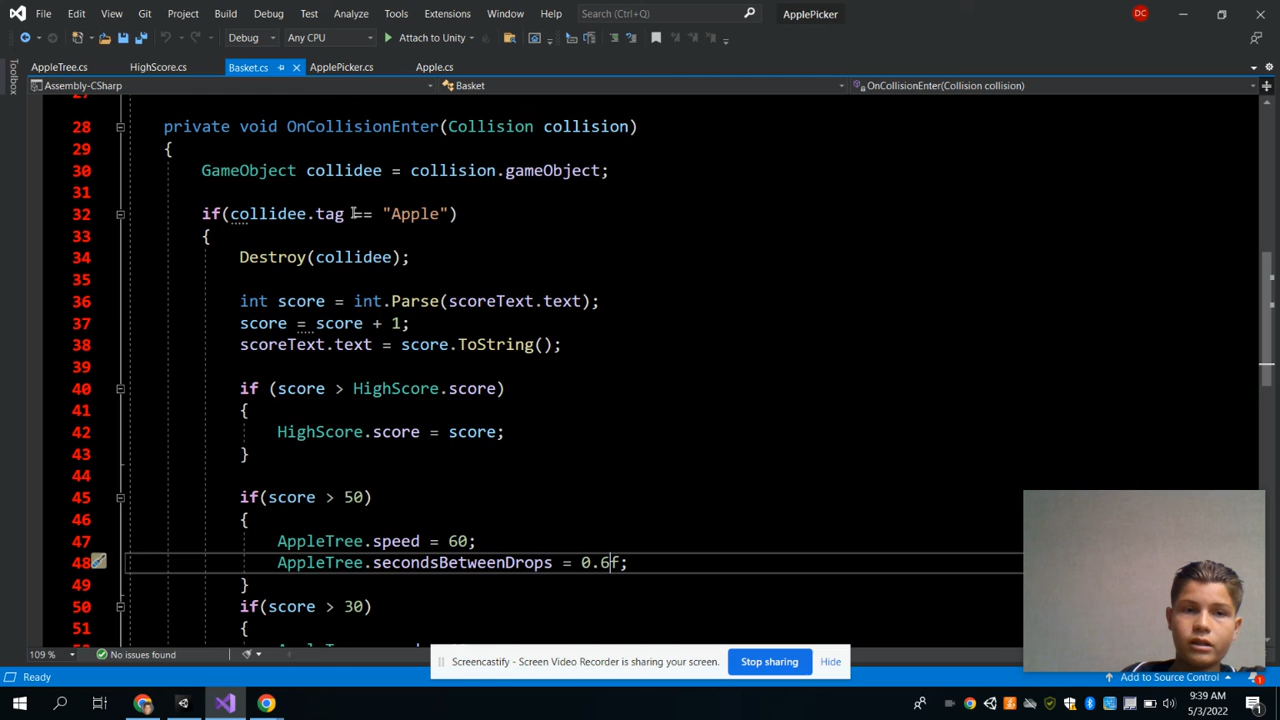 File Edit View Git Project Build Debug Test Analyze Tools Extensions Window Help Search (Ctrl+Q) ApplePicker DC
Debug Any CPU Attach to Unity
AppleTree.cs HighScore.cs Basket.cs ApplePicker.cs Apple.cs
Toolbox
Assembly-CSharp Basket OnCollisionEnter(Collision collision)
27
28 private void OnCollisionEnter(Collision collision)
29 {
30 GameObject collidee = collision.gameObject;
31
32 if(collidee.tag == "Apple")
33 {
34 Destroy(collidee);
35
36 int score = int.Parse(scoreText.text);
37 score = score + 1;
38 scoreText.text = score.ToString();
39
40 if (score > HighScore.score)
41 {
42 HighScore.score = score;
43 }
44
45 if(score > 50)
46 {
47 AppleTree.speed = 60;
48 AppleTree.secondsBetweenDrops = 0.6f;
49 }
50 if(score > 30)
51 {
109 % No issues found
Screencastify - Screen Video Recorder is sharing your screen. Stop sharing Hide
Ready Add to Source Control 1
9:39 AM
5/3/2022 1